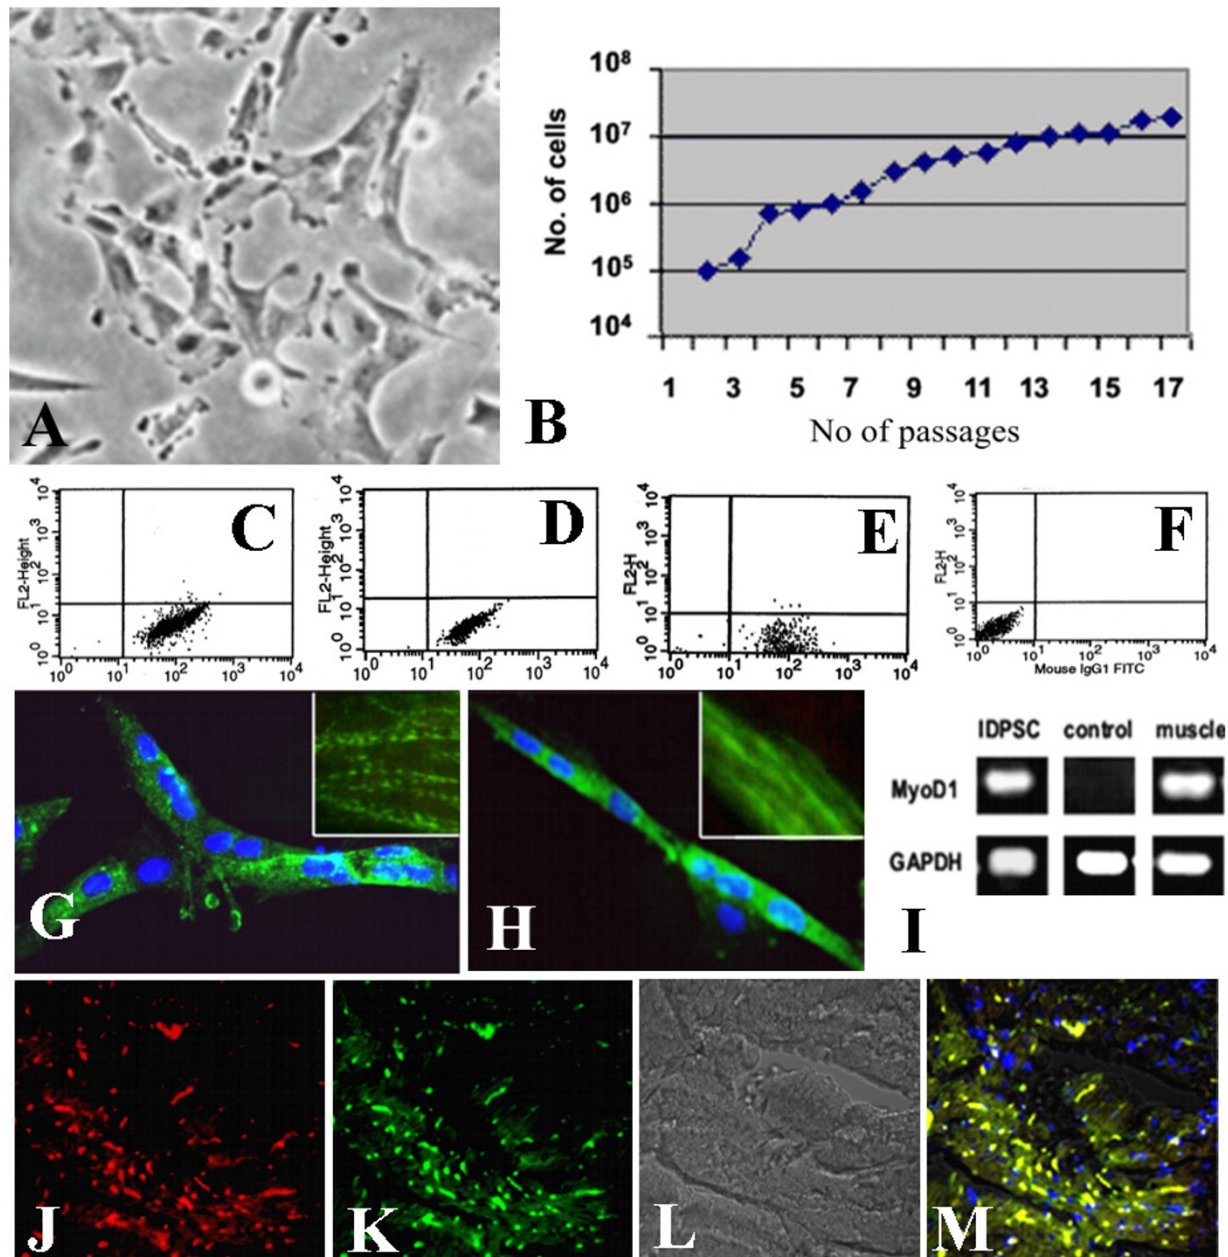 A
B
No. of cells
10⁸
10⁷
10⁶
10⁵
10⁴
1 3 5 7 9 11 13 15 17
No of passages
C
FL2-Height
10⁴
10³
10²
10¹
10⁰
10⁰ 10¹ 10² 10³ 10⁴
D
FL2-Height
10⁴
10³
10²
10¹
10⁰
10⁰ 10¹ 10² 10³ 10⁴
E
FL2-H
10⁴
10³
10²
10¹
10⁰
10⁰ 10¹ 10² 10³ 10⁴
F
FL2-H
10⁴
10³
10²
10¹
10⁰
10⁰ 10¹ 10² 10³ 10⁴
Mouse IgG1 FITC
G
H
I
IDPSC control muscle
MyoD1
GAPDH
J
K
L
M